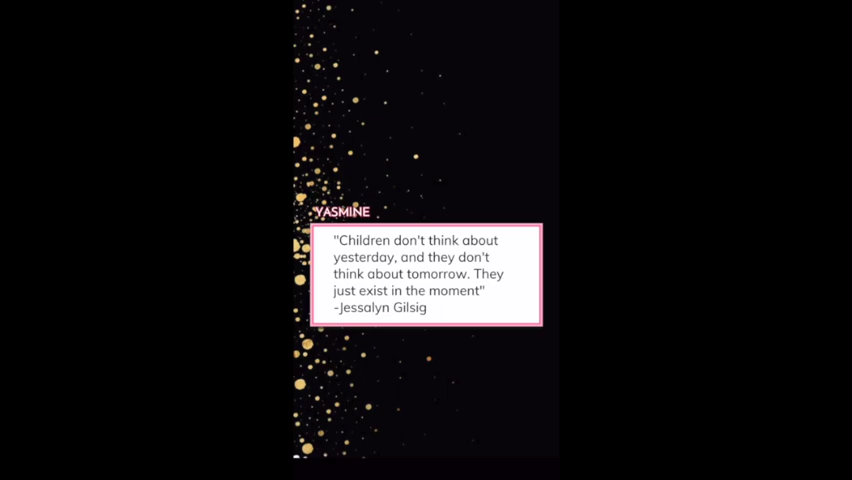 YASMINE
"Children don't think about
yesterday, and they don't
think about tomorrow. They
just exist in the moment"
-Jessalyn Gilsig